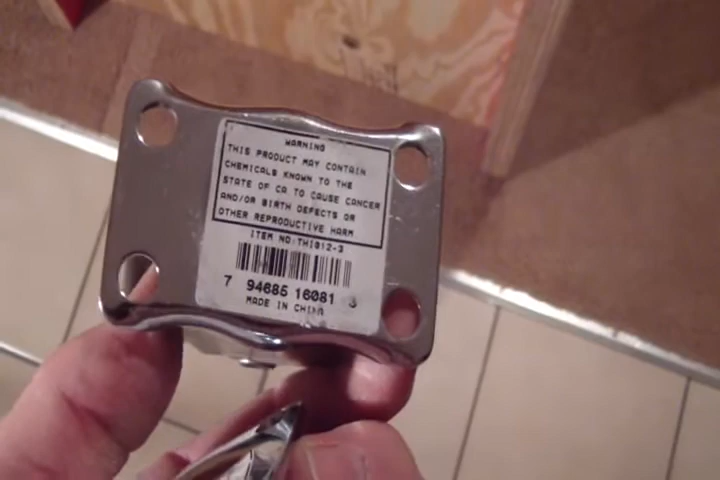 WARNING
THIS PRODUCT MAY CONTAIN
CHEMICALS KNOWN TO THE
STATE OF CA TO CAUSE CANCER
AND/OR BIRTH DEFECTS OR
OTHER REPRODUCTIVE HARM
ITEM NO:TH1012-3
7 94685 16081 3
MADE IN CHINA